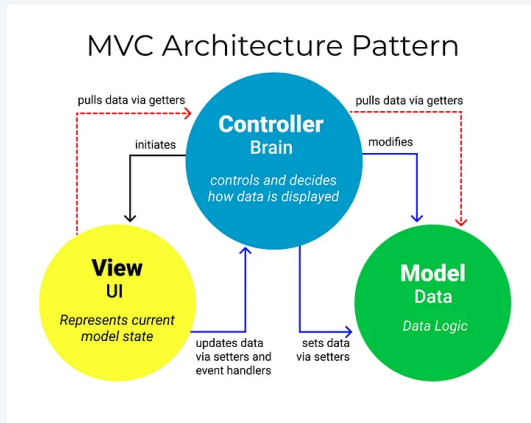 MVC Architecture Pattern
pulls data via getters
pulls data via getters
Controller
Brain
controls and decides
how data is displayed
initiates
modifies
View
UI
Represents current
model state
Model
Data
Data Logic
updates data
via setters and
event handlers
sets data
via setters